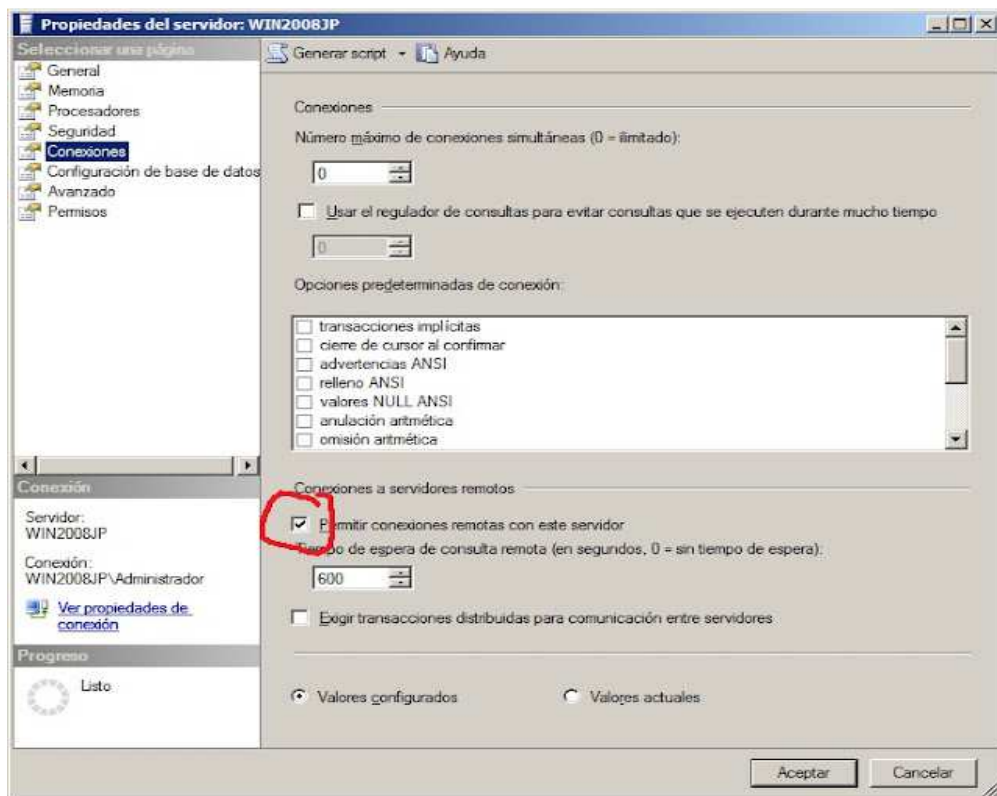 Propiedades del servidor: WIN2008JP
Seleccionar una página
General
Memoria
Procesadores
Seguridad
Conexiones
Configuración de base de datos
Avanzado
Permisos
Conexión
Servidor:
WIN2008JP
Conexión:
WIN2008JP\Administrador
Ver propiedades de
conexión
Progreso
Listo
Generar script
Ayuda
Conexiones
Número máximo de conexiones simultáneas (0 = ilimitado):
0
Usar el regulador de consultas para evitar consultas que se ejecuten durante mucho tiempo
0
Opciones predeterminadas de conexión:
transacciones implícitas
cierre de cursor al confirmar
advertencias ANSI
relleno ANSI
valores NULL ANSI
anulación aritmética
omisión aritmética
Conexiones a servidores remotos
Permitir conexiones remotas con este servidor
Tiempo de espera de consulta remota (en segundos, 0 = sin tiempo de espera):
600
Exigir transacciones distribuidas para comunicación entre servidores
Valores configurados
Valores actuales
Aceptar
Cancelar